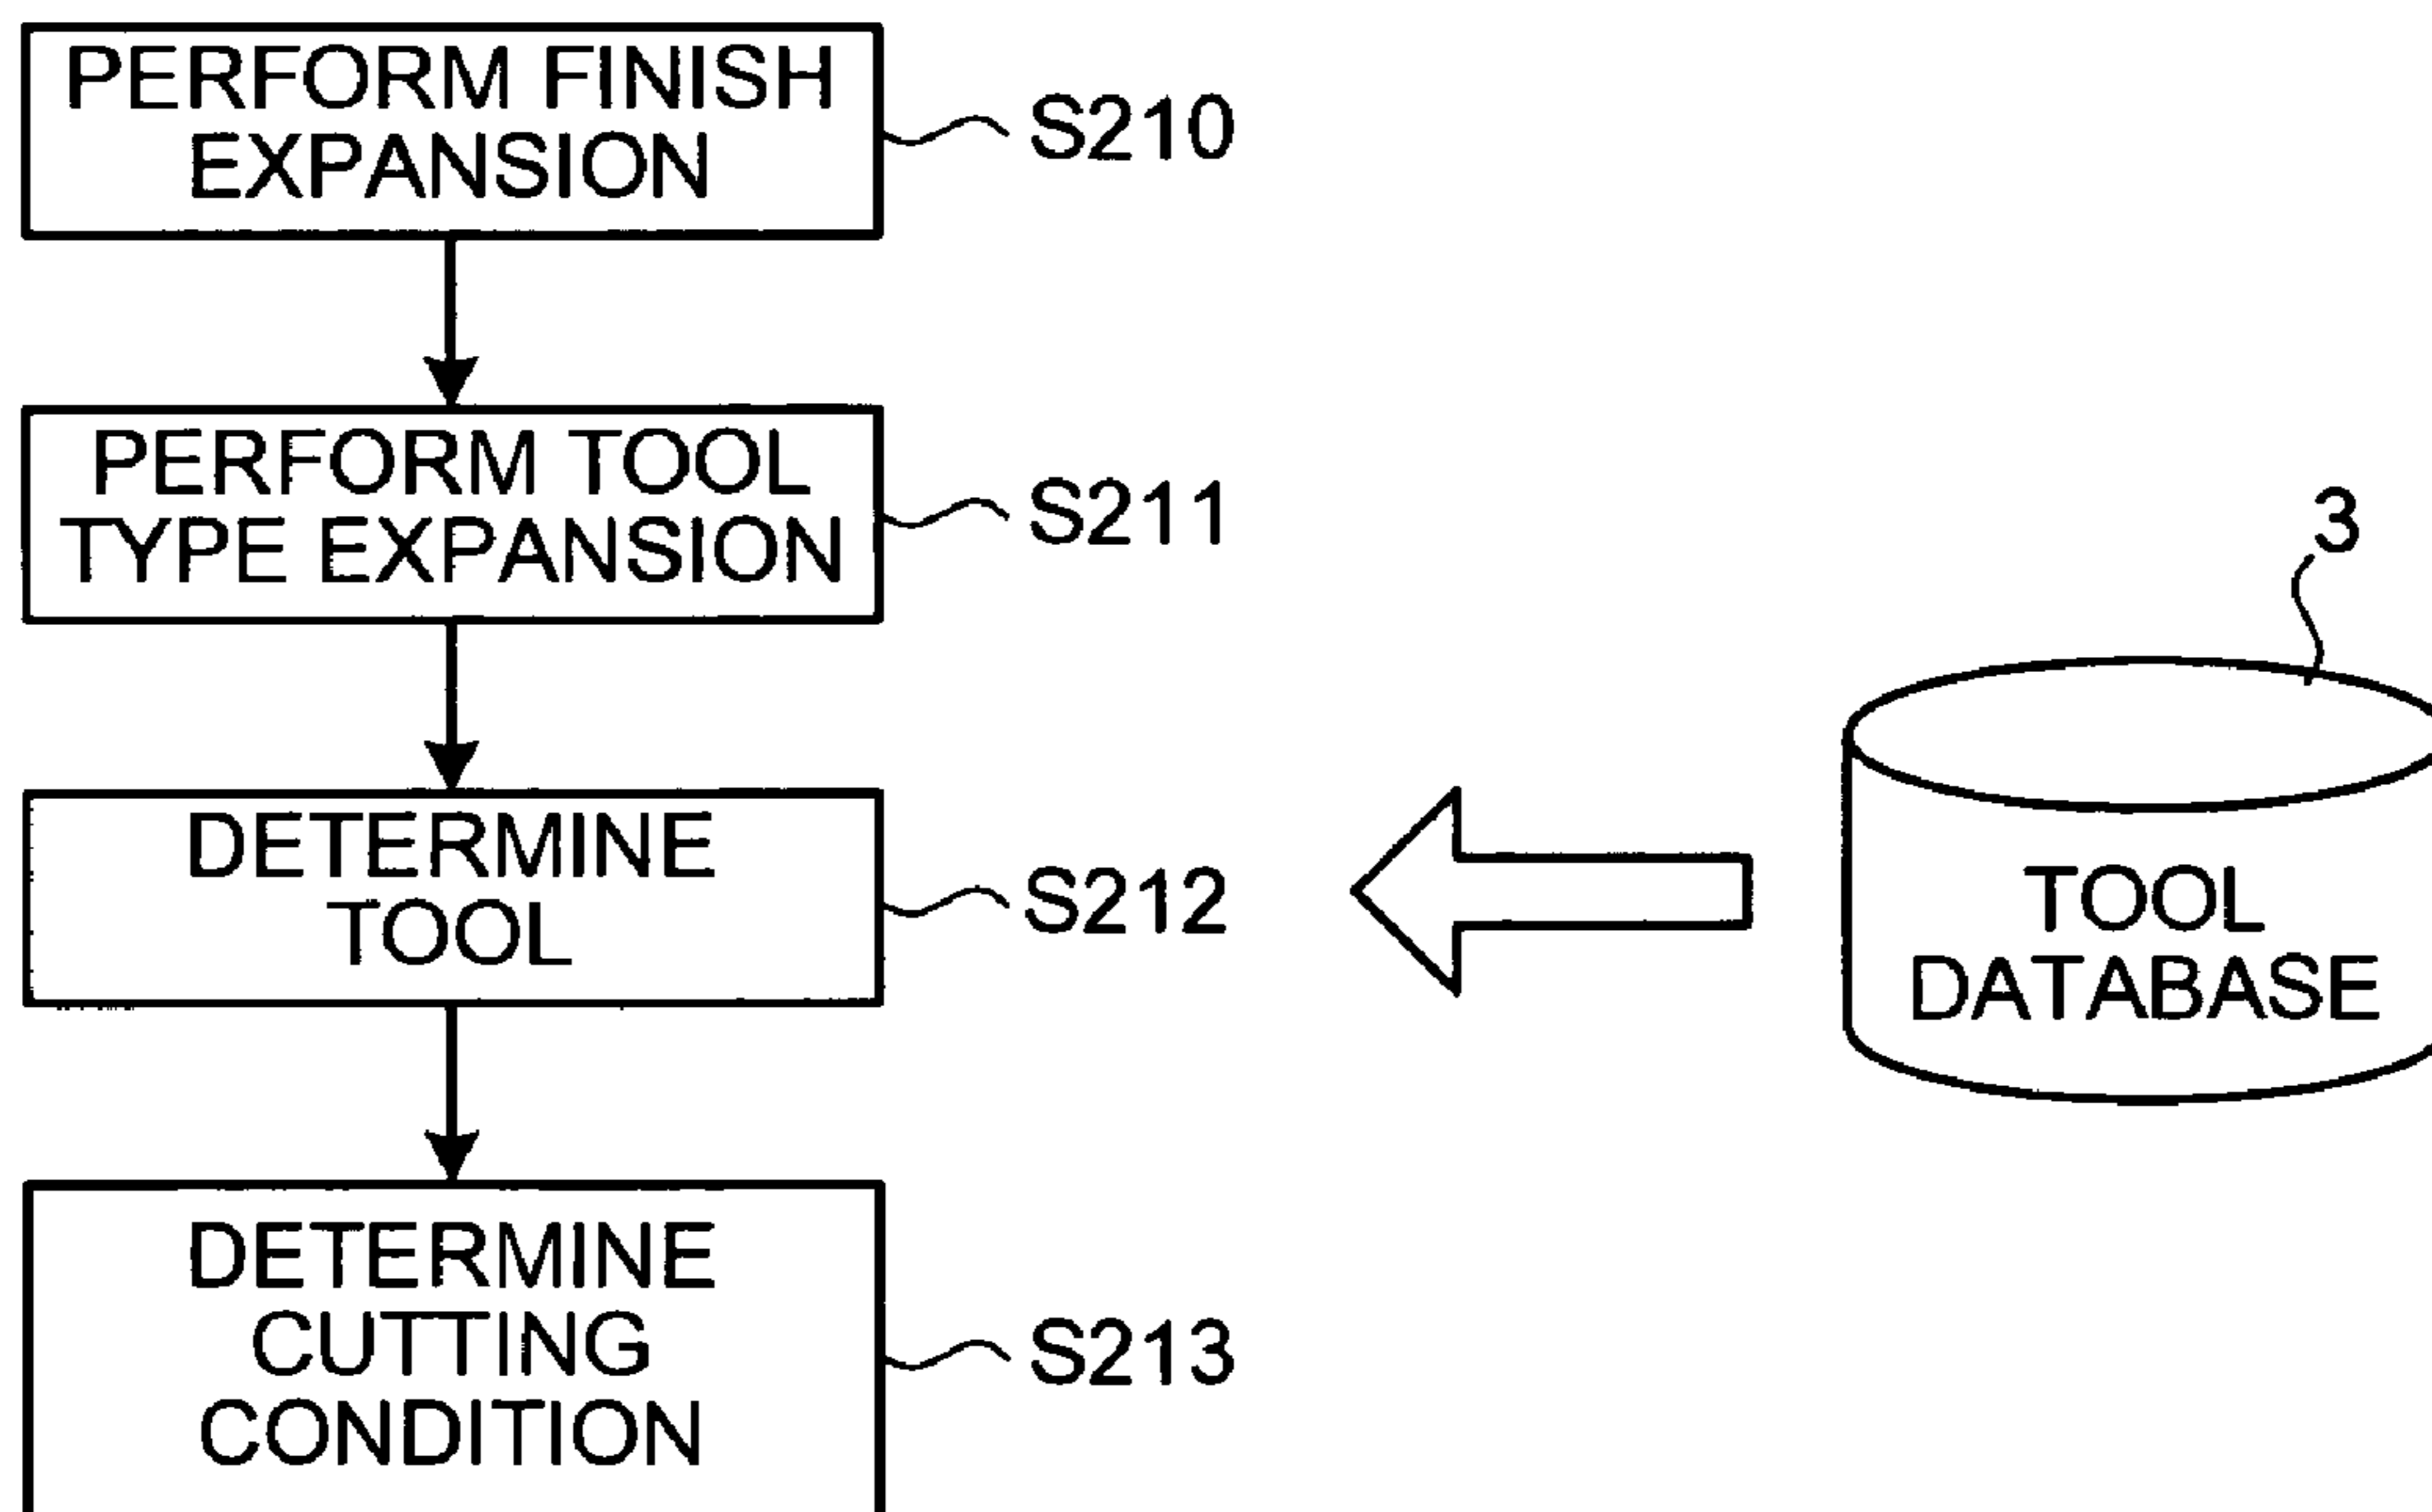 PERFORM FINISH
EXPANSION
S210
PERFORM TOOL
TYPE EXPANSION
S211
3
DETERMINE
TOOL
S212
TOOL
DATABASE
DETERMINE
CUTTING
CONDITION
S213